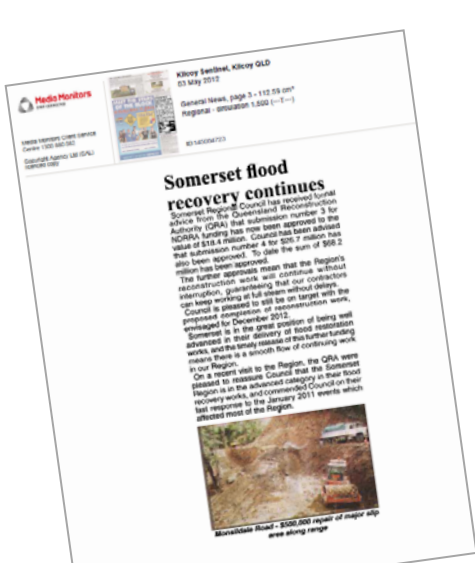 Media Monitors
Kilcoy Sentinel, Kilcoy QLD
03 May 2012
General News, page 3 - 112.59 cm²
Regional - circulation 1,500 (---T---)
Media Monitors Client Service
Copyright Agency Ltd (CAL)
licenced copy
Somerset flood
recovery continues
Somerset Regional Council has received formal
advice from the Queensland Reconstruction
Authority (QRA) that submission number 3 for
NDRRA funding has now been approved to the
value of $18.4 million. Council has been advised
that submission number 4 for $26.7 million has
also been approved. To date the sum of $68.2
million has been approved.
The further approvals mean that the Region's
reconstruction work will continue without
interruption, guaranteeing that our contractors
can keep working at full steam without delays.
Council is pleased to still be on target with the
proposed completion of reconstruction work,
envisaged for December 2012.
Somerset is in the great position of being well
advanced in their delivery of flood restoration
works, and the timely release of this further funding
means there is a smooth flow of continuing work
in our Region.
On a recent visit to the Region, the QRA were
pleased to reassure Council that the Somerset
Region is in the advanced category in their flood
recovery works, and commended Council on their
fast response to the January 2011 events which
affected most of the Region.
Monsildale Road - $500,000 repair of major slip
area along range